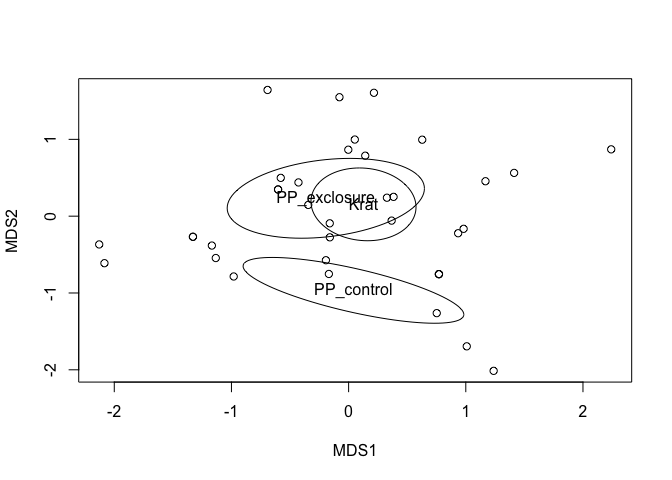 MDS2
1
0
-1
-2
PP_exclosure
Krat
PP_control
-2 -1 0 1 2
MDS1